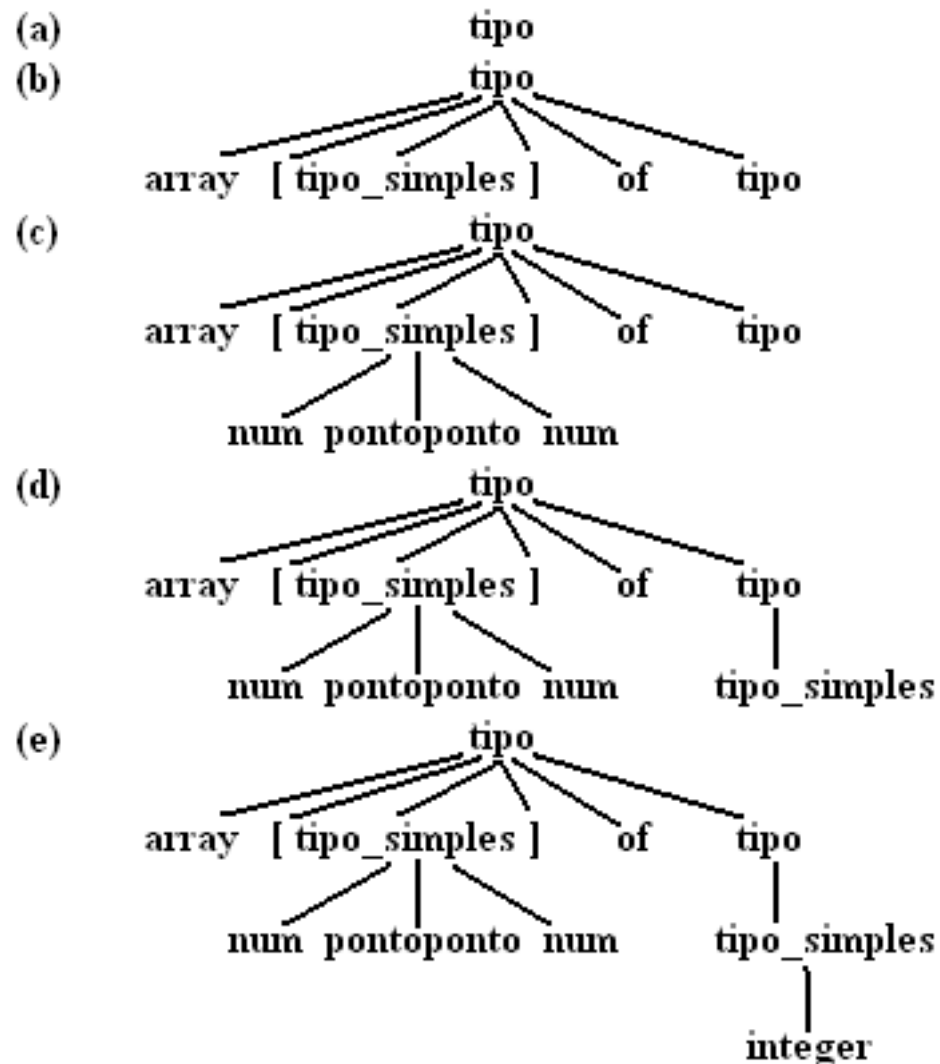 (a) tipo
(b) tipo
array [ tipo_simples ] of tipo
(c) tipo
array [ tipo_simples ] of tipo
num pontoponto num
(d) tipo
array [ tipo_simples ] of tipo
num pontoponto num tipo_simples
(e) tipo
array [ tipo_simples ] of tipo
num pontoponto num tipo_simples
integer